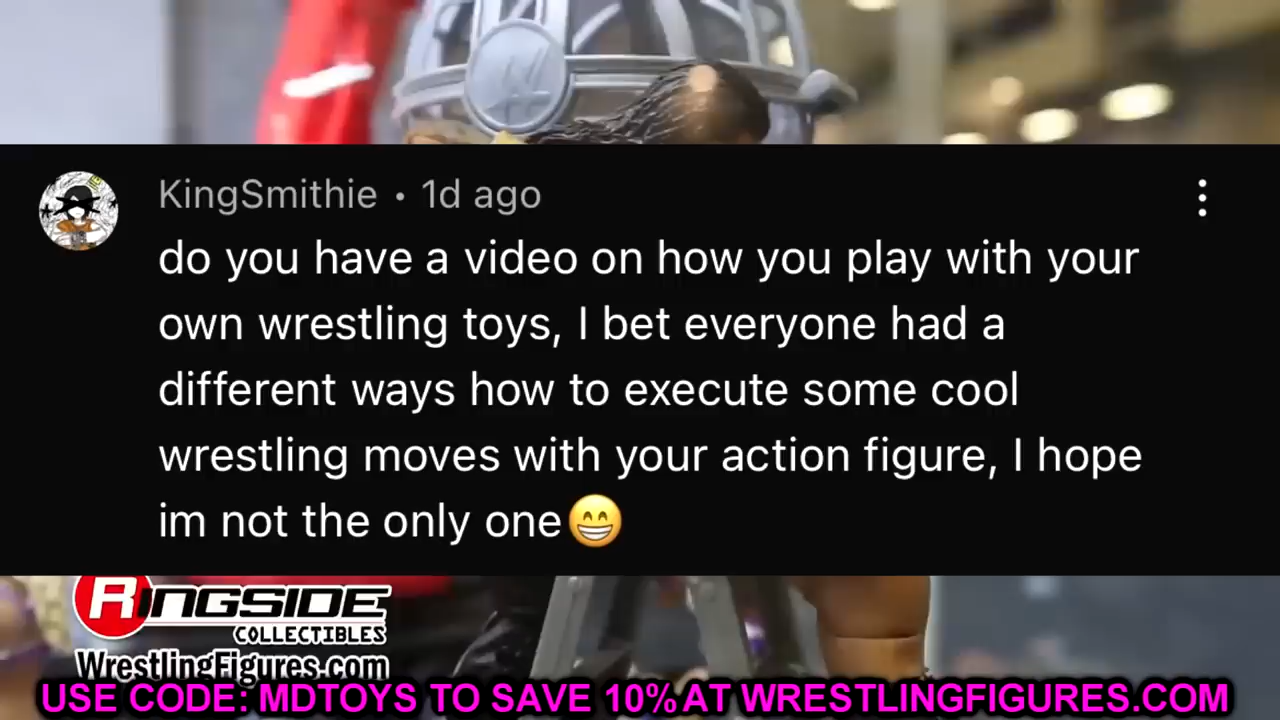 KingSmithie • 1d ago
do you have a video on how you play with your
own wrestling toys, I bet everyone had a
different ways how to execute some cool
wrestling moves with your action figure, I hope
im not the only one😁
RINGSIDE
COLLECTIBLES
WrestlingFigures.com
USE CODE: MDTOYS TO SAVE 10% AT WRESTLINGFIGURES.COM